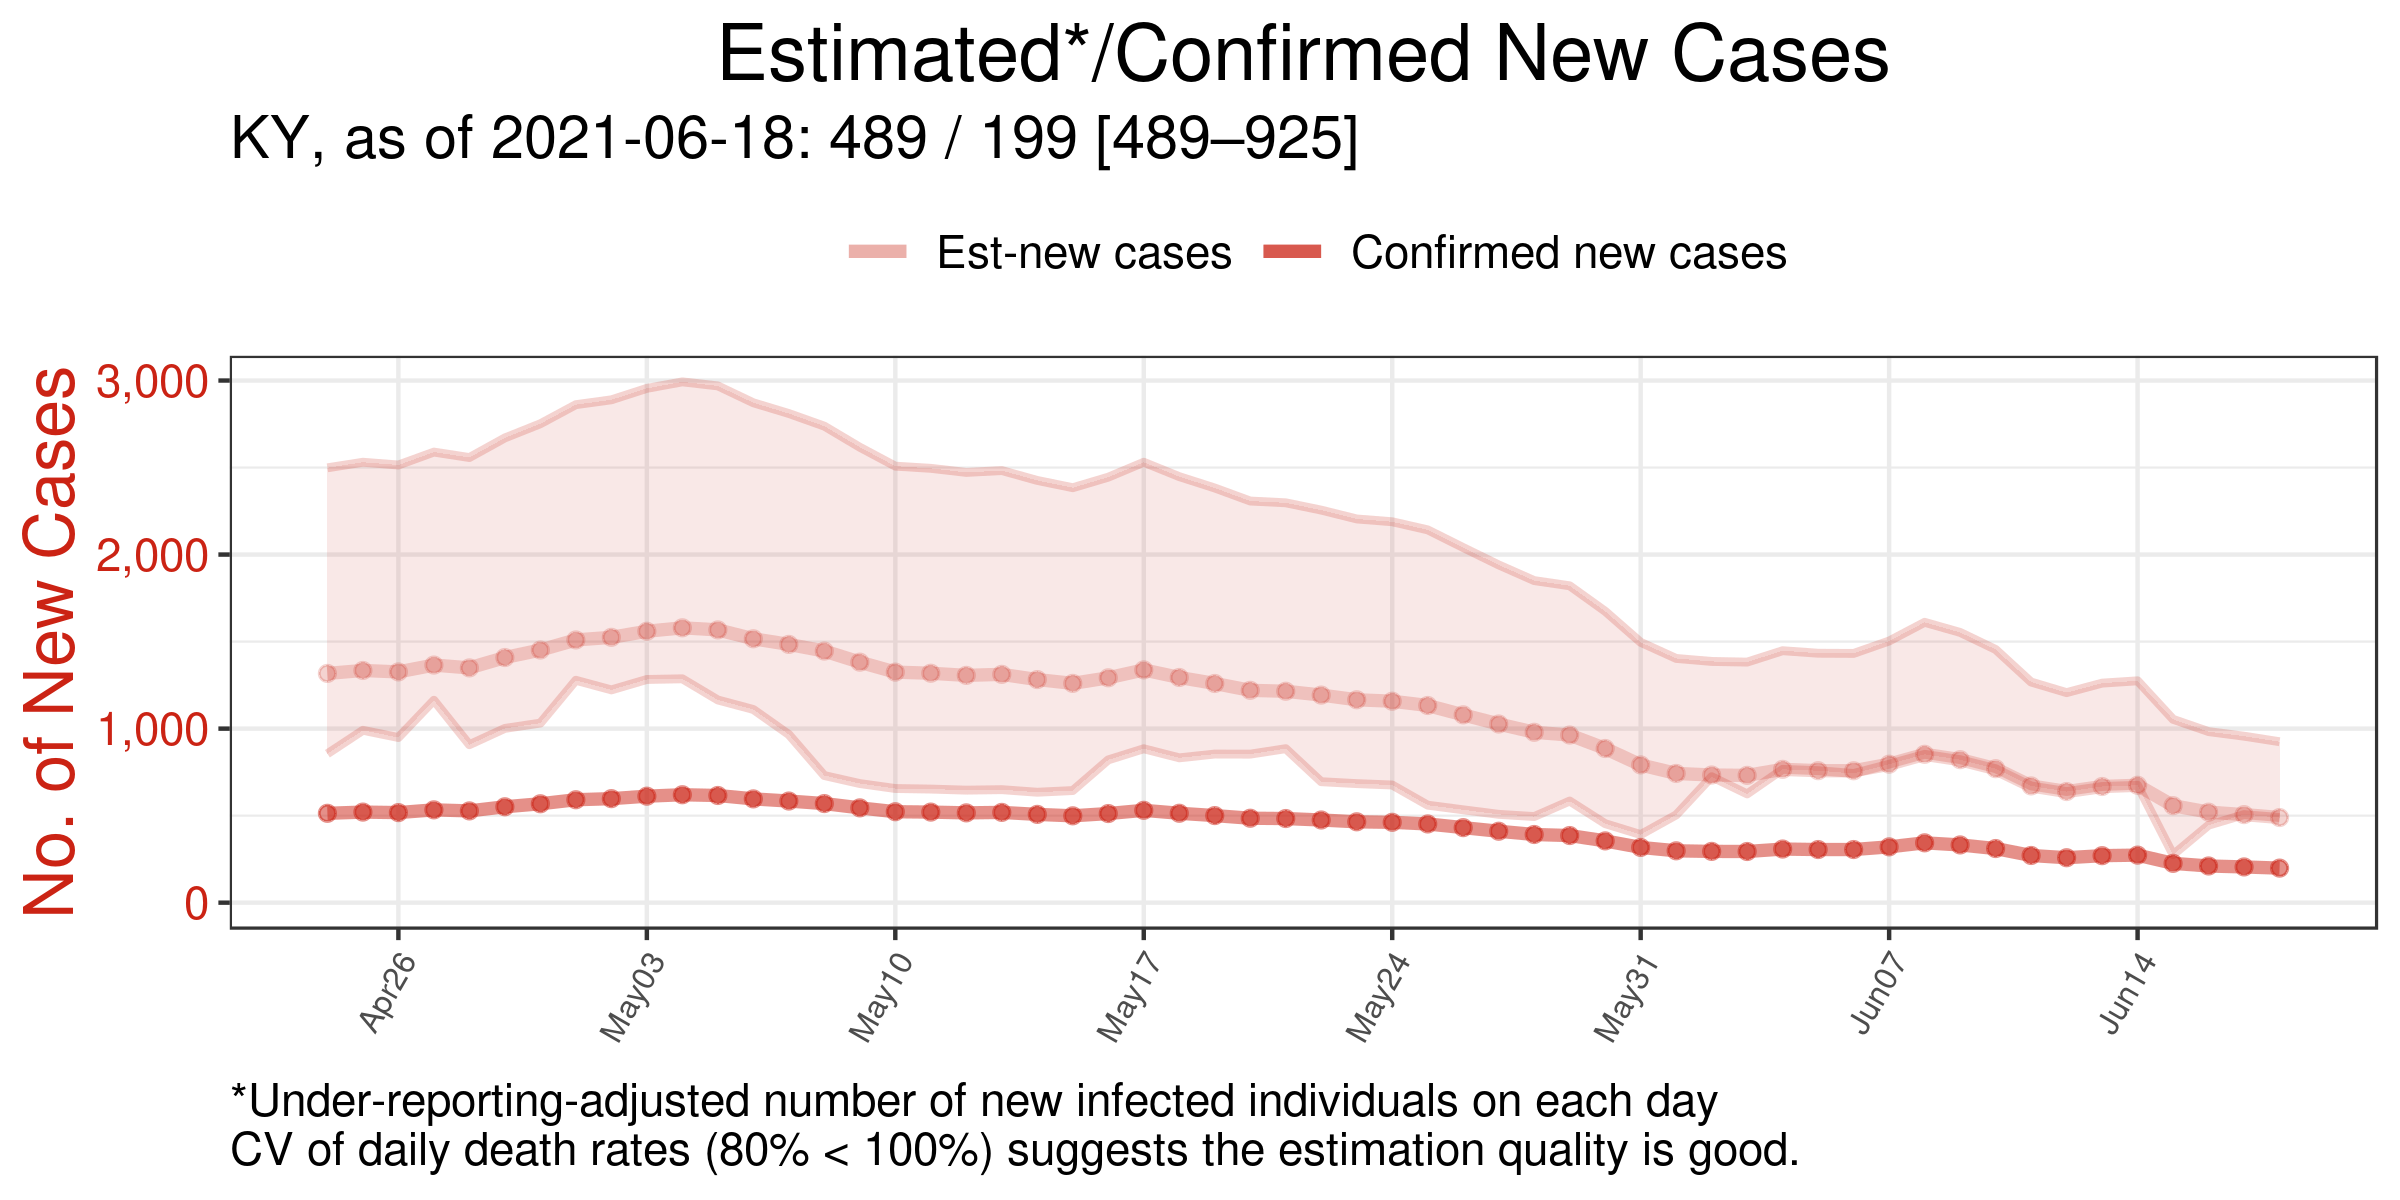 Estimated*/Confirmed New Cases
KY, as of 2021-06-18: 489 / 199 [489–925]
Est-new cases
Confirmed new cases
No. of New Cases
3,000
2,000
1,000
0
Apr26
May03
May10
May17
May24
May31
Jun07
Jun14
*Under-reporting-adjusted number of new infected individuals on each day
CV of daily death rates (80% < 100%) suggests the estimation quality is good.